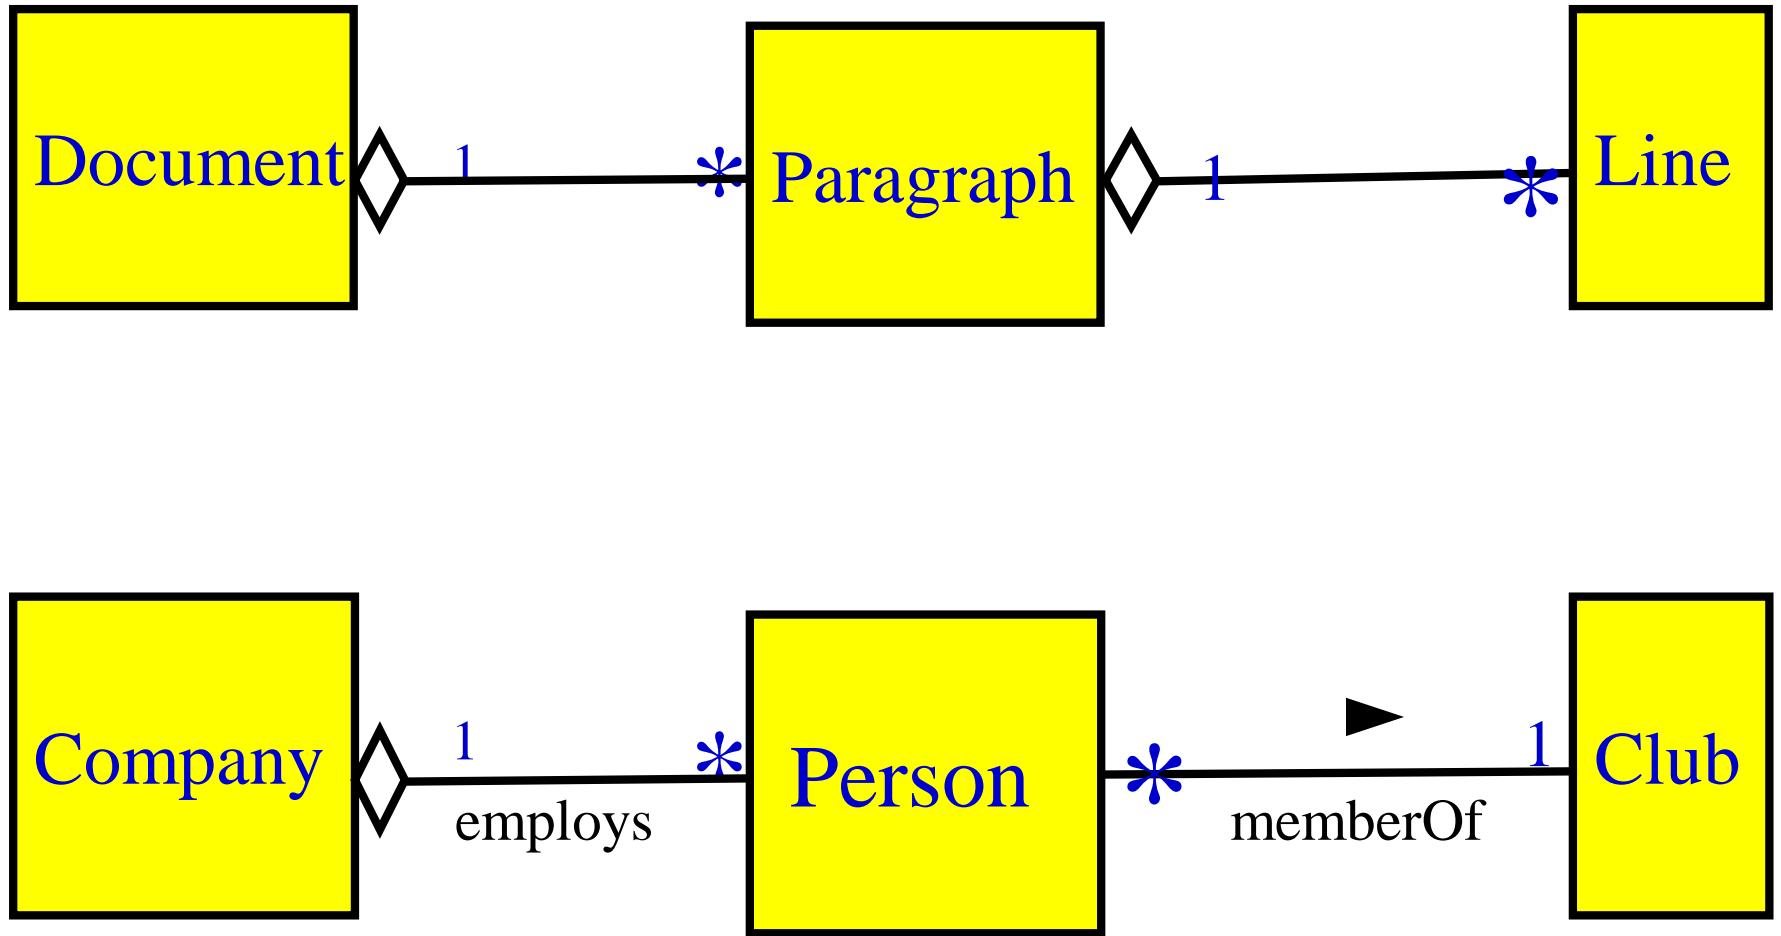 Document 1 * Paragraph 1 * Line
Company 1 * Person * 1 Club
employs memberOf